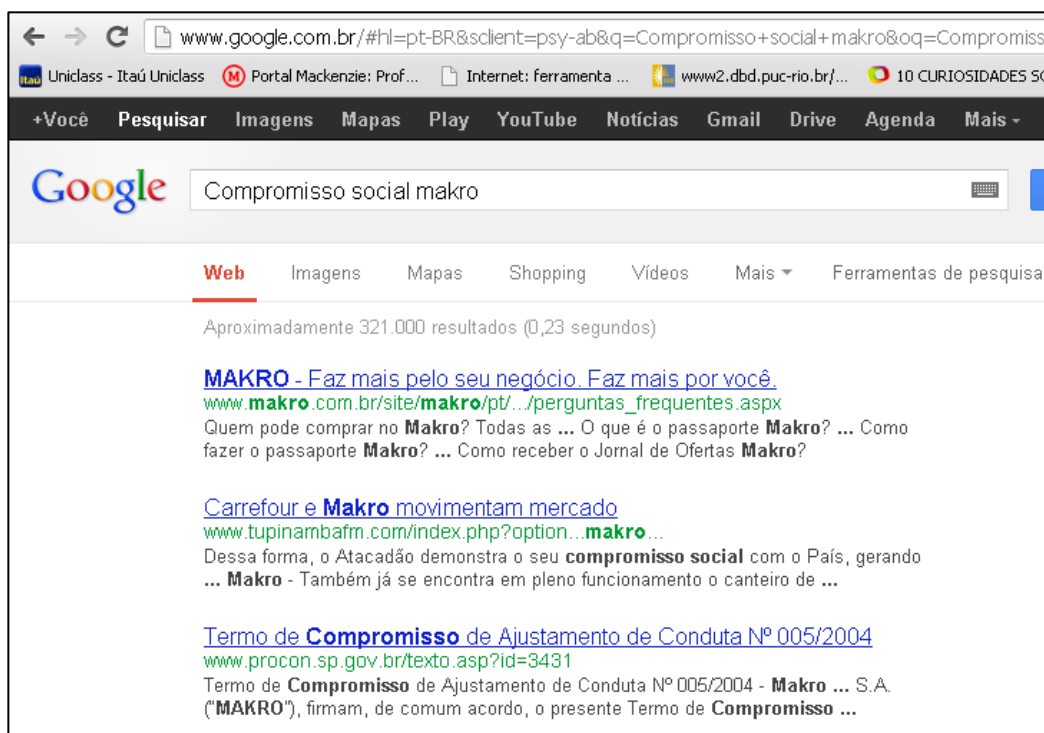 www.google.com.br/#hl=pt-BR&sclient=psy-ab&q=Compromisso+social+makro&oq=Compromiss
Itaú Uniclass - Itaú Uniclass M Portal Mackenzie: Prof... Internet: ferramenta ... www2.dbd.puc-rio.br/... 10 CURIOSIDADES SO
+Você Pesquisar Imagens Mapas Play YouTube Notícias Gmail Drive Agenda Mais
Google Compromisso social makro
Web Imagens Mapas Shopping Vídeos Mais Ferramentas de pesquisa
Aproximadamente 321.000 resultados (0,23 segundos)
MAKRO - Faz mais pelo seu negócio. Faz mais por você.
www.makro.com.br/site/makro/pt/.../perguntas_frequentes.aspx
Quem pode comprar no Makro? Todas as ... O que é o passaporte Makro? ... Como
fazer o passaporte Makro? ... Como receber o Jornal de Ofertas Makro?
Carrefour e Makro movimentam mercado
www.tupinambafm.com/index.php?option...makro...
Dessa forma, o Atacadão demonstra o seu compromisso social com o País, gerando
... Makro - Também já se encontra em pleno funcionamento o canteiro de ...
Termo de Compromisso de Ajustamento de Conduta Nº 005/2004
www.procon.sp.gov.br/texto.asp?id=3431
Termo de Compromisso de Ajustamento de Conduta Nº 005/2004 - Makro ... S.A.
("MAKRO"), firmam, de comum acordo, o presente Termo de Compromisso ...